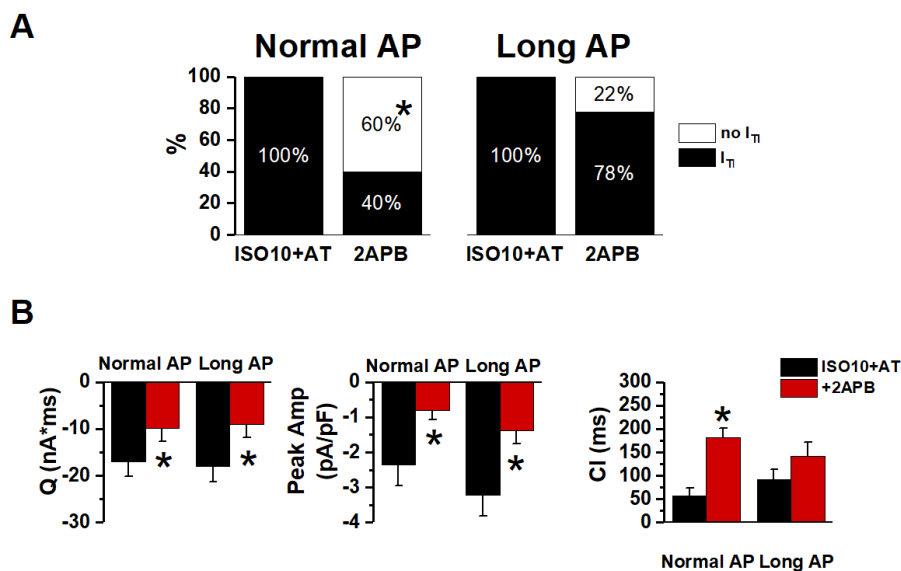 A
Normal AP
Long AP
100
80
60
40
20
0
%
100%
60%
*
40%
100%
22%
78%
ISO10+AT
2APB
ISO10+AT
2APB
no I_TI
I_TI
B
Normal AP Long AP
0
-10
-20
-30
Q (nA*ms)
* *
Normal AP Long AP
0
-1
-2
-3
-4
Peak Amp
(pA/pF)
* *
ISO10+AT
+2APB
300
250
200
150
100
50
0
CI (ms)
*
Normal AP Long AP